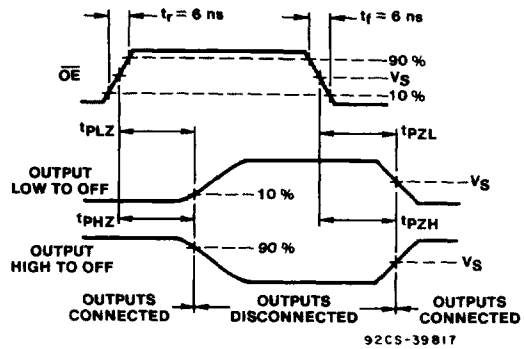 tr = 6 ns
tf = 6 ns
90 %
OE
VS
10 %
tPLZ
tPZL
OUTPUT
LOW TO OFF
VS
10 %
tPHZ
tPZH
OUTPUT
HIGH TO OFF
90 %
VS
OUTPUTS
CONNECTED
OUTPUTS
DISCONNECTED
OUTPUTS
CONNECTED
92CS-39817